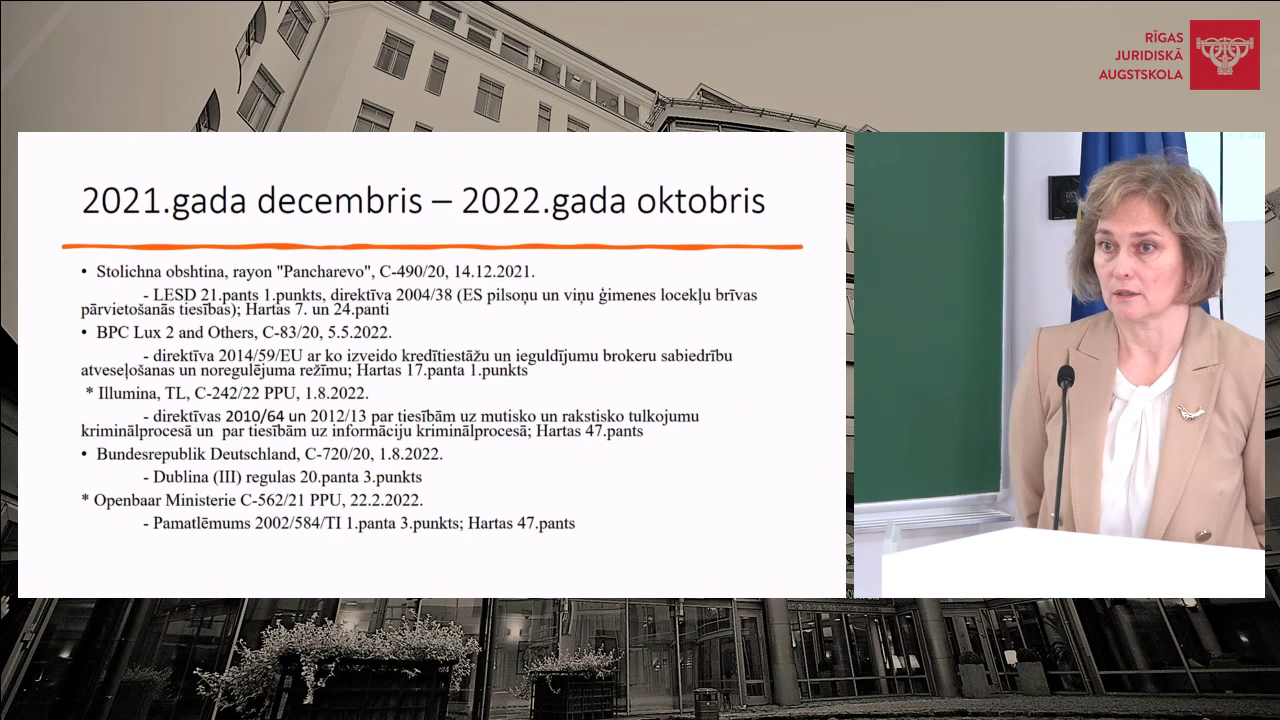 RĪGAS
JURIDISKĀ
AUGSTSKOLA
2021.gada decembris – 2022.gada oktobris
• Stolichna obshtina, rayon "Pancharevo", C-490/20, 14.12.2021.
- LESD 21.pants 1.punkts, direktīva 2004/38 (ES pilsoņu un viņu ģimenes locekļu brīvas
pārvietošanās tiesības); Hartas 7. un 24.panti
• BPC Lux 2 and Others, C-83/20, 5.5.2022.
- direktīva 2014/59/EU ar ko izveido kredītiestāžu un ieguldījumu brokeru sabiedrību
atveseļošanas un noregulējuma režīmu; Hartas 17.panta 1.punkts
* Illumina, TL, C-242/22 PPU, 1.8.2022.
- direktīvas 2010/64 un 2012/13 par tiesībām uz mutisko un rakstisko tulkojumu
kriminālprocesā un par tiesībām uz informāciju kriminālprocesā; Hartas 47.pants
• Bundesrepublik Deutschland, C-720/20, 1.8.2022.
- Dublina (III) regulas 20.panta 3.punkts
* Openbaar Ministerie C-562/21 PPU, 22.2.2022.
- Pamatlēmums 2002/584/TI 1.panta 3.punkts; Hartas 47.pants